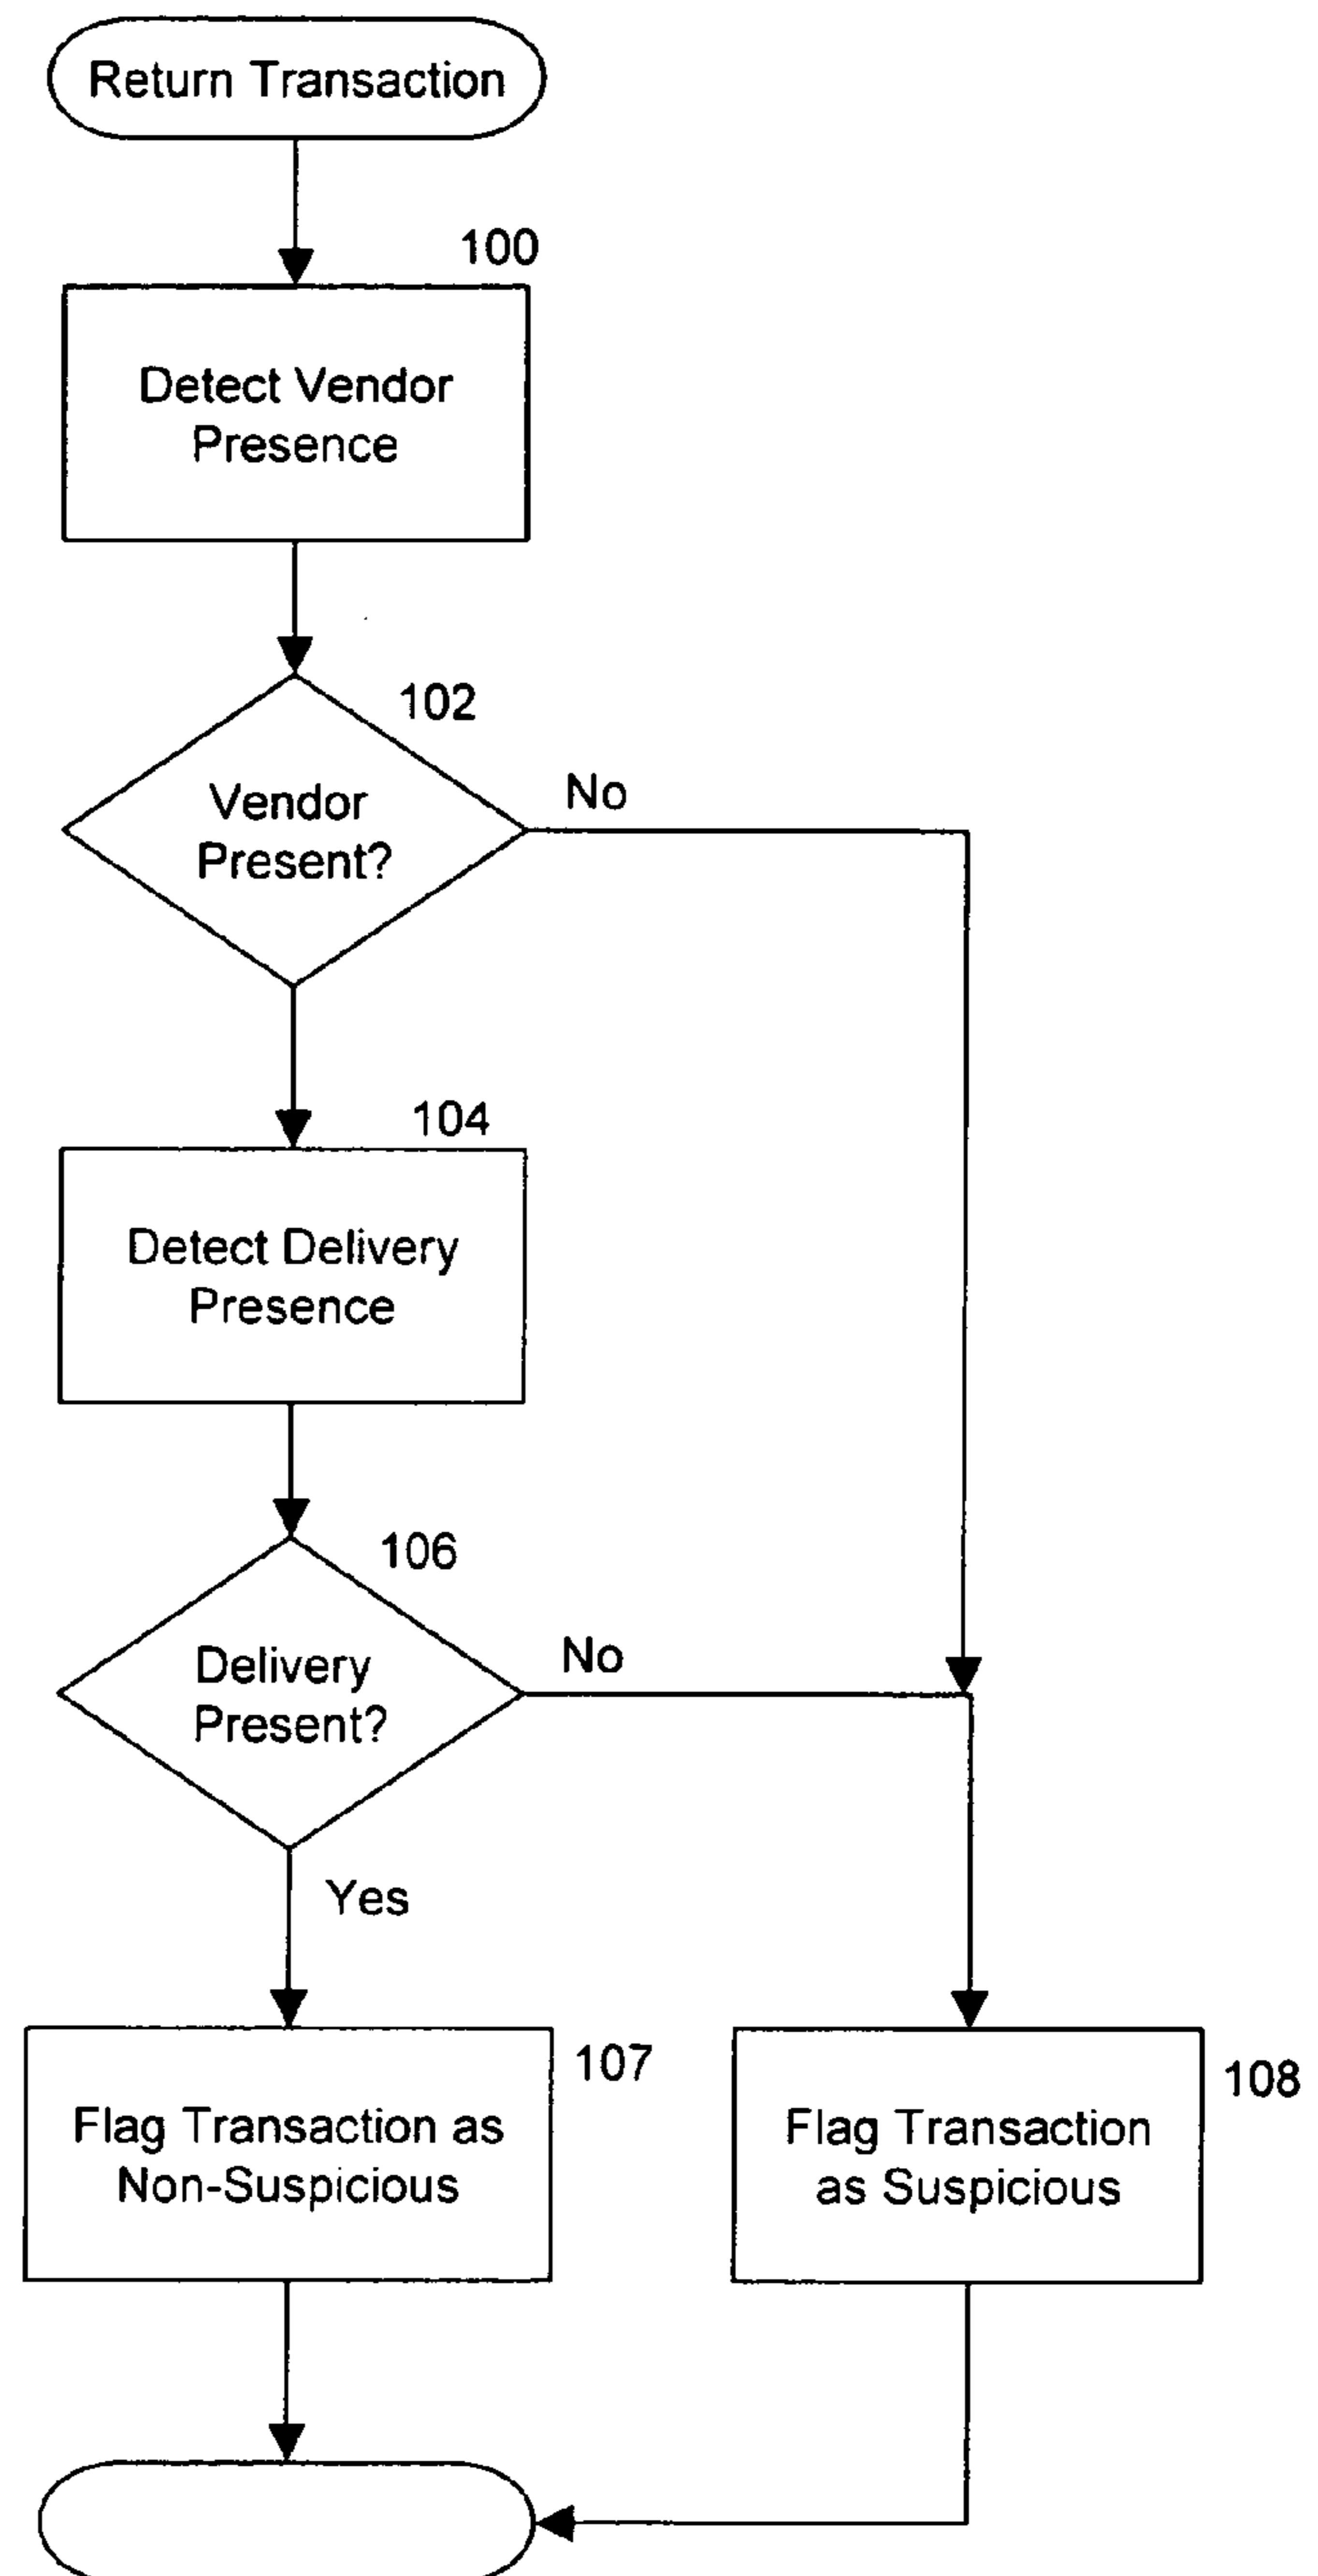 Return Transaction
100
Detect Vendor
Presence
102
Vendor
Present?
No
104
Detect Delivery
Presence
106
Delivery
Present?
No
Yes
107
Flag Transaction as
Non-Suspicious
108
Flag Transaction
as Suspicious